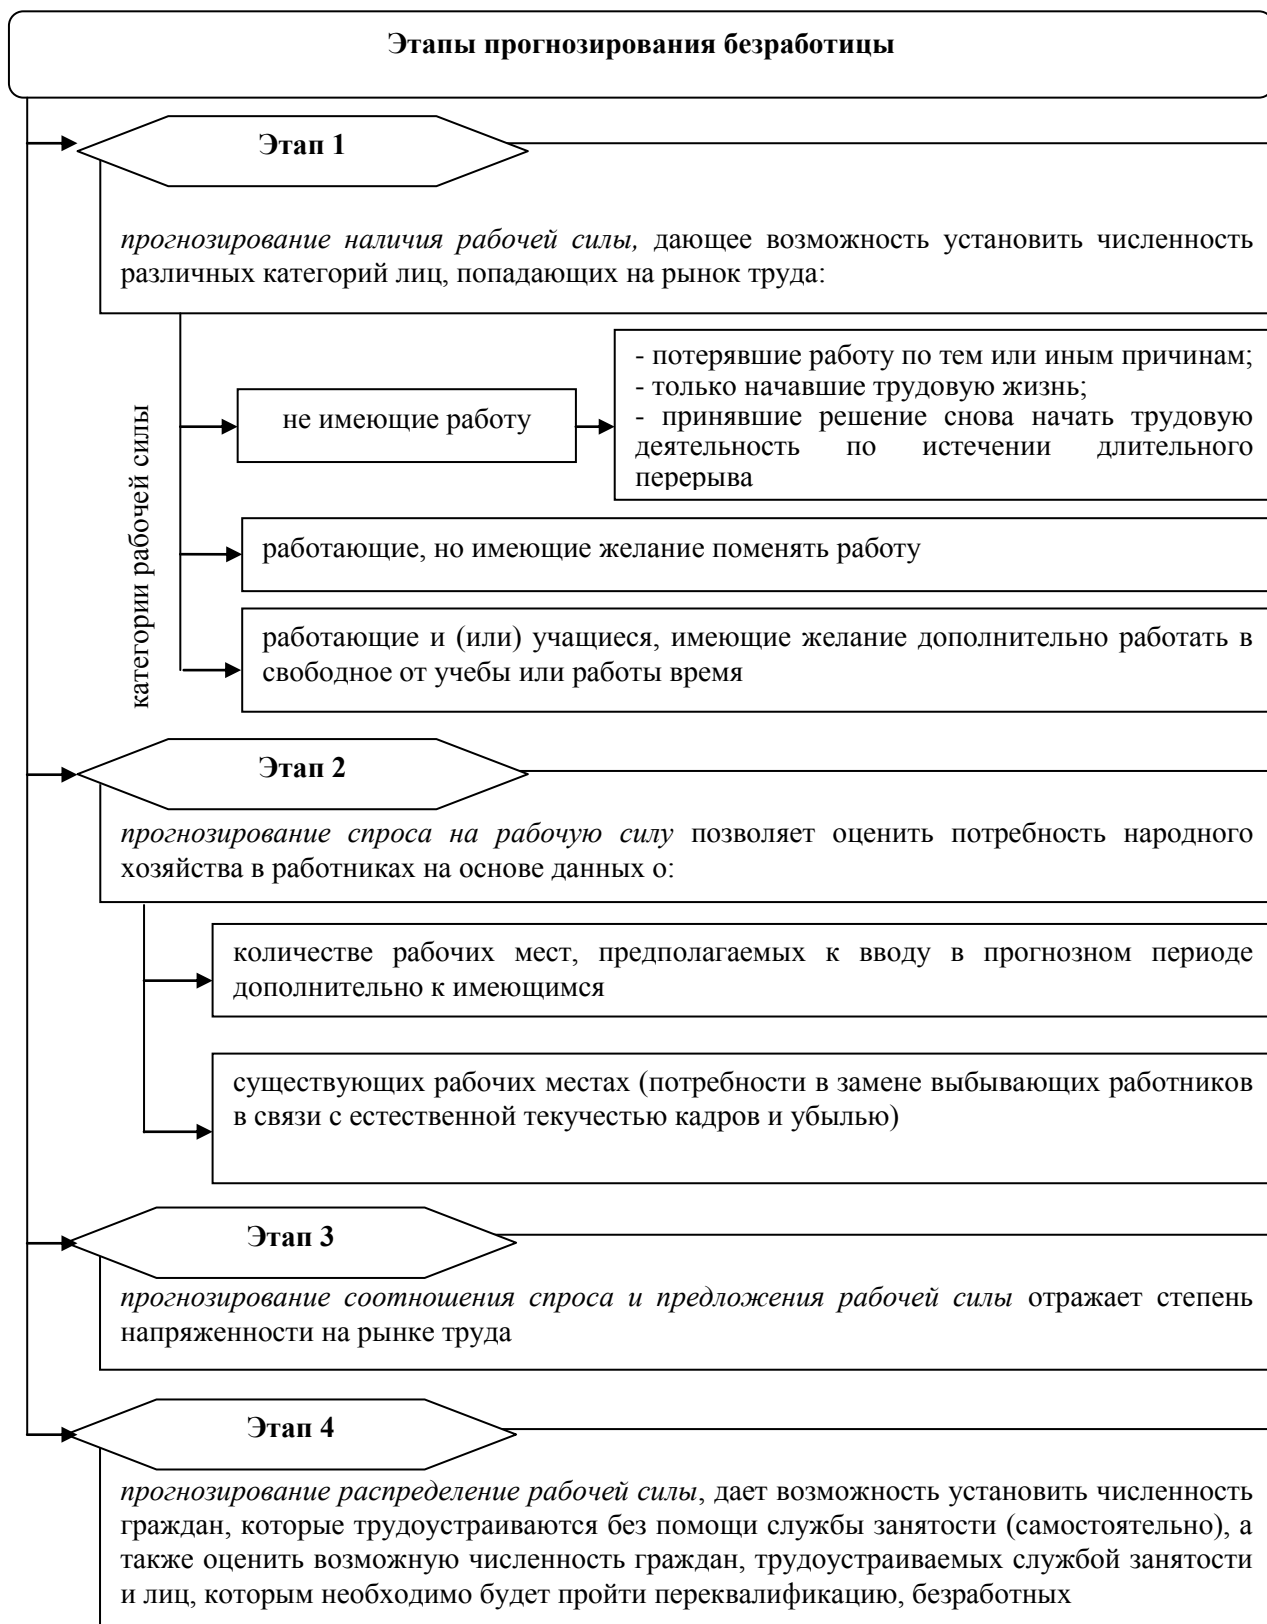 Этапы прогнозирования безработицы
Этап 1
прогнозирование наличия рабочей силы, дающее возможность установить численность
различных категорий лиц, попадающих на рынок труда:
категории рабочей силы
не имеющие работу
- потерявшие работу по тем или иным причинам;
- только начавшие трудовую жизнь;
- принявшие решение снова начать трудовую
деятельность по истечении длительного
перерыва
работающие, но имеющие желание поменять работу
работающие и (или) учащиеся, имеющие желание дополнительно работать в
свободное от учебы или работы время
Этап 2
прогнозирование спроса на рабочую силу позволяет оценить потребность народного
хозяйства в работниках на основе данных о:
количестве рабочих мест, предполагаемых к вводу в прогнозном периоде
дополнительно к имеющимся
существующих рабочих местах (потребности в замене выбывающих работников
в связи с естественной текучестью кадров и убылью)
Этап 3
прогнозирование соотношения спроса и предложения рабочей силы отражает степень
напряженности на рынке труда
Этап 4
прогнозирование распределение рабочей силы, дает возможность установить численность
граждан, которые трудоустраиваются без помощи службы занятости (самостоятельно), а
также оценить возможную численность граждан, трудоустраиваемых службой занятости
и лиц, которым необходимо будет пройти переквалификацию, безработных